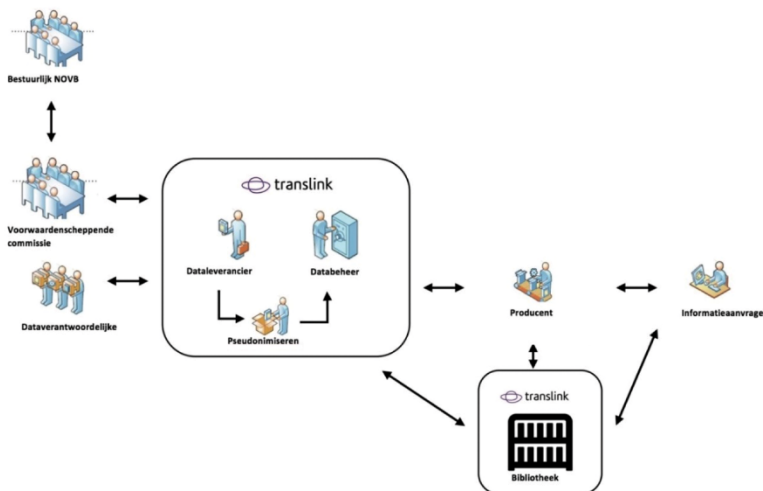 Bestuurlijk NOVB
Voorwaardenscheppende
commissie
Dataverantwoordelijke
translink
Dataleverancier
Databeheer
Pseudonimiseren
Producent
Informatieaanvrage
translink
Bibliotheek